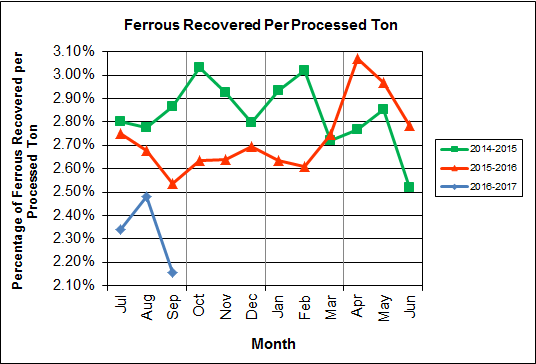 Ferrous Recovered Per Processed Ton
Percentage of Ferrous Recovered per
Processed Ton
3.10%
3.00%
2.90%
2.80%
2.70%
2.60%
2.50%
2.40%
2.30%
2.20%
2.10%
2014-2015
2015-2016
2016-2017
Jul
Aug
Sep
Oct
Nov
Dec
Jan
Feb
Mar
Apr
May
Jun
Month